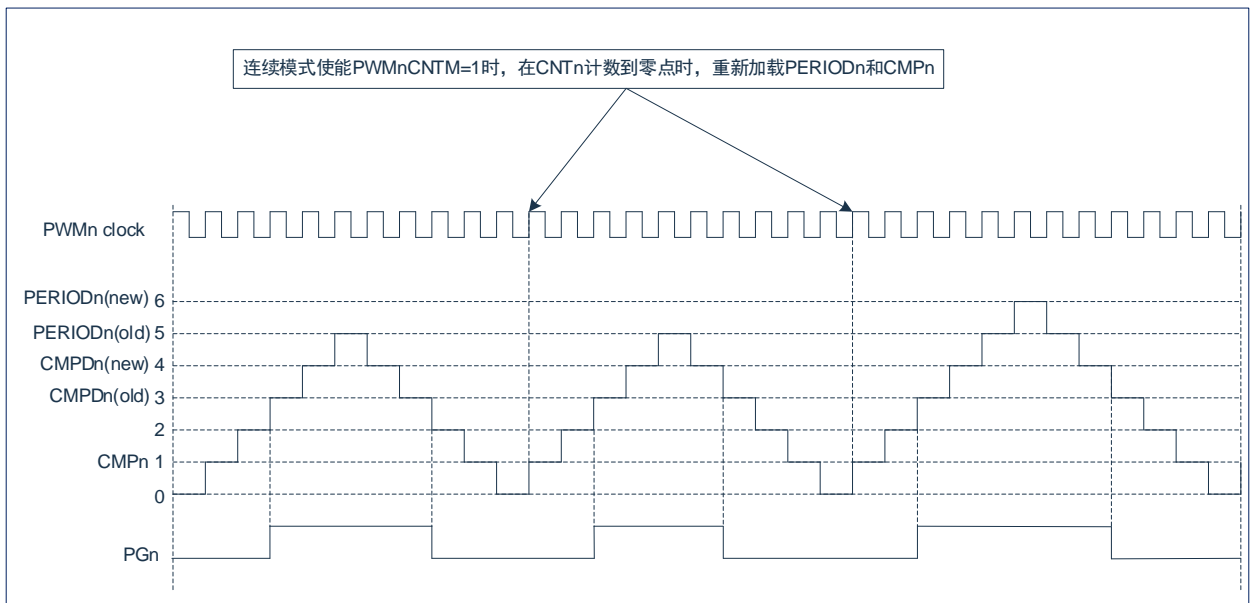 连续模式使能PWMnCNTM=1时，在CNTn计数到零点时，重新加载PERIODn和CMPn
PWMn clock
PERIODn(new) 6
PERIODn(old) 5
CMPDn(new) 4
CMPDn(old) 3
2
CMPn 1
0
PGn